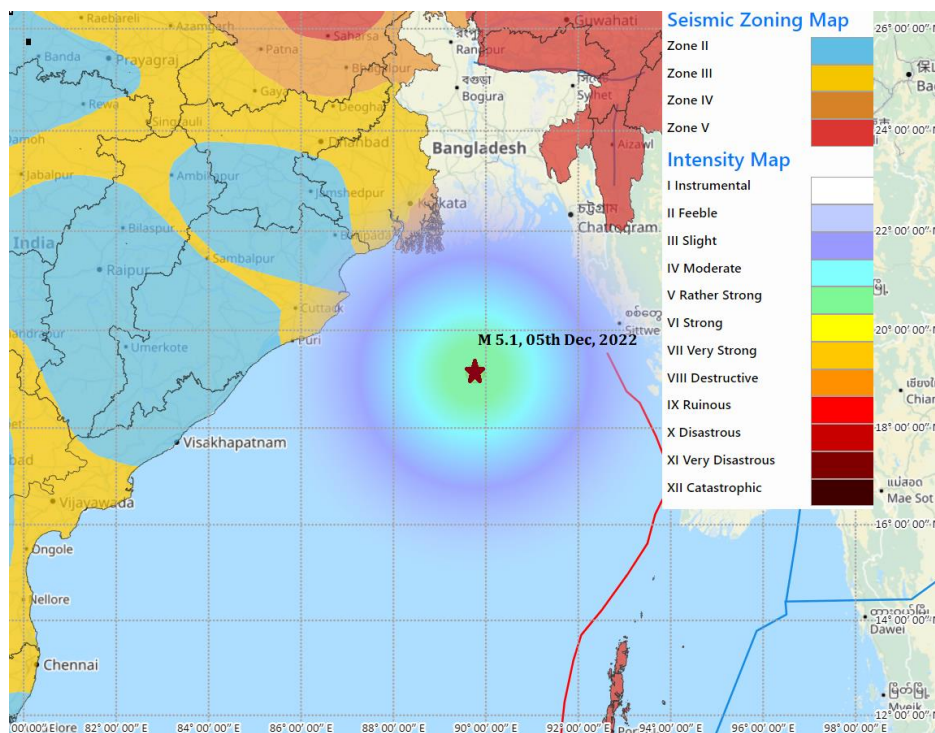 Seismic Zoning Map
Zone II
Zone III
Zone IV
Zone V
Intensity Map
I Instrumental
II Feeble
III Slight
IV Moderate
V Rather Strong
VI Strong
VII Very Strong
VIII Destructive
IX Ruinous
X Disastrous
XI Very Disastrous
XII Catastrophic
Raebareli
Azamgarh
Saharsa
Guwahati
Banda
Prayagraj
Patna
Bhagalpur
Rangpur
বগুড়া
Bogura
Sylhet
Rewa
Gaya
Deoghar
Singrauli
Dhanbad
Bangladesh
Aizawl
Jabalpur
Ambikapur
Jamshedpur
Kolkata
চট্টগ্রাম
Chattogram
Bilaspur
India
Raipur
Sambalpur
Cuttack
Puri
Sittwe
Umerkote
M 5.1, 05th Dec, 2022
Visakhapatnam
Vijayawada
Ongole
Nellore
Chennai
Mae Sot
Dawei
Myeik
26° 00′ 00″ N
24° 00′ 00″ N
22° 00′ 00″ N
20° 00′ 00″ N
18° 00′ 00″ N
16° 00′ 00″ N
14° 00′ 00″ N
12° 00′ 00″ N
82° 00′ 00″ E
84° 00′ 00″ E
86° 00′ 00″ E
88° 00′ 00″ E
90° 00′ 00″ E
92° 00′ 00″ E
94° 00′ 00″ E
96° 00′ 00″ E
98° 00′ 00″ E